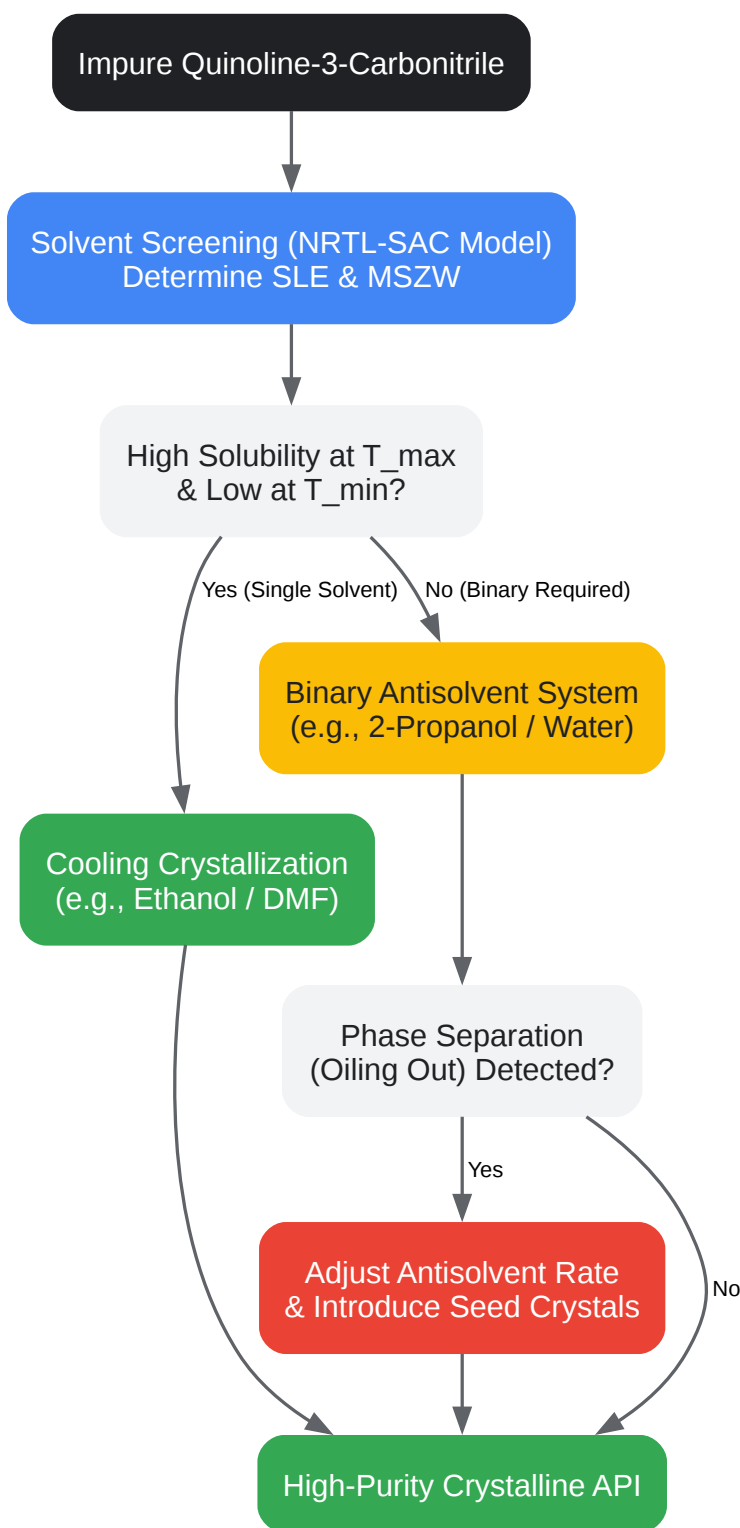 Impure Quinoline-3-Carbonitrile
Solvent Screening (NRTL-SAC Model)
Determine SLE & MSZW
High Solubility at T_max
& Low at T_min?
Yes (Single Solvent)
No (Binary Required)
Binary Antisolvent System
(e.g., 2-Propanol / Water)
Cooling Crystallization
(e.g., Ethanol / DMF)
Phase Separation
(Oiling Out) Detected?
Yes
Adjust Antisolvent Rate
& Introduce Seed Crystals
No
High-Purity Crystalline API